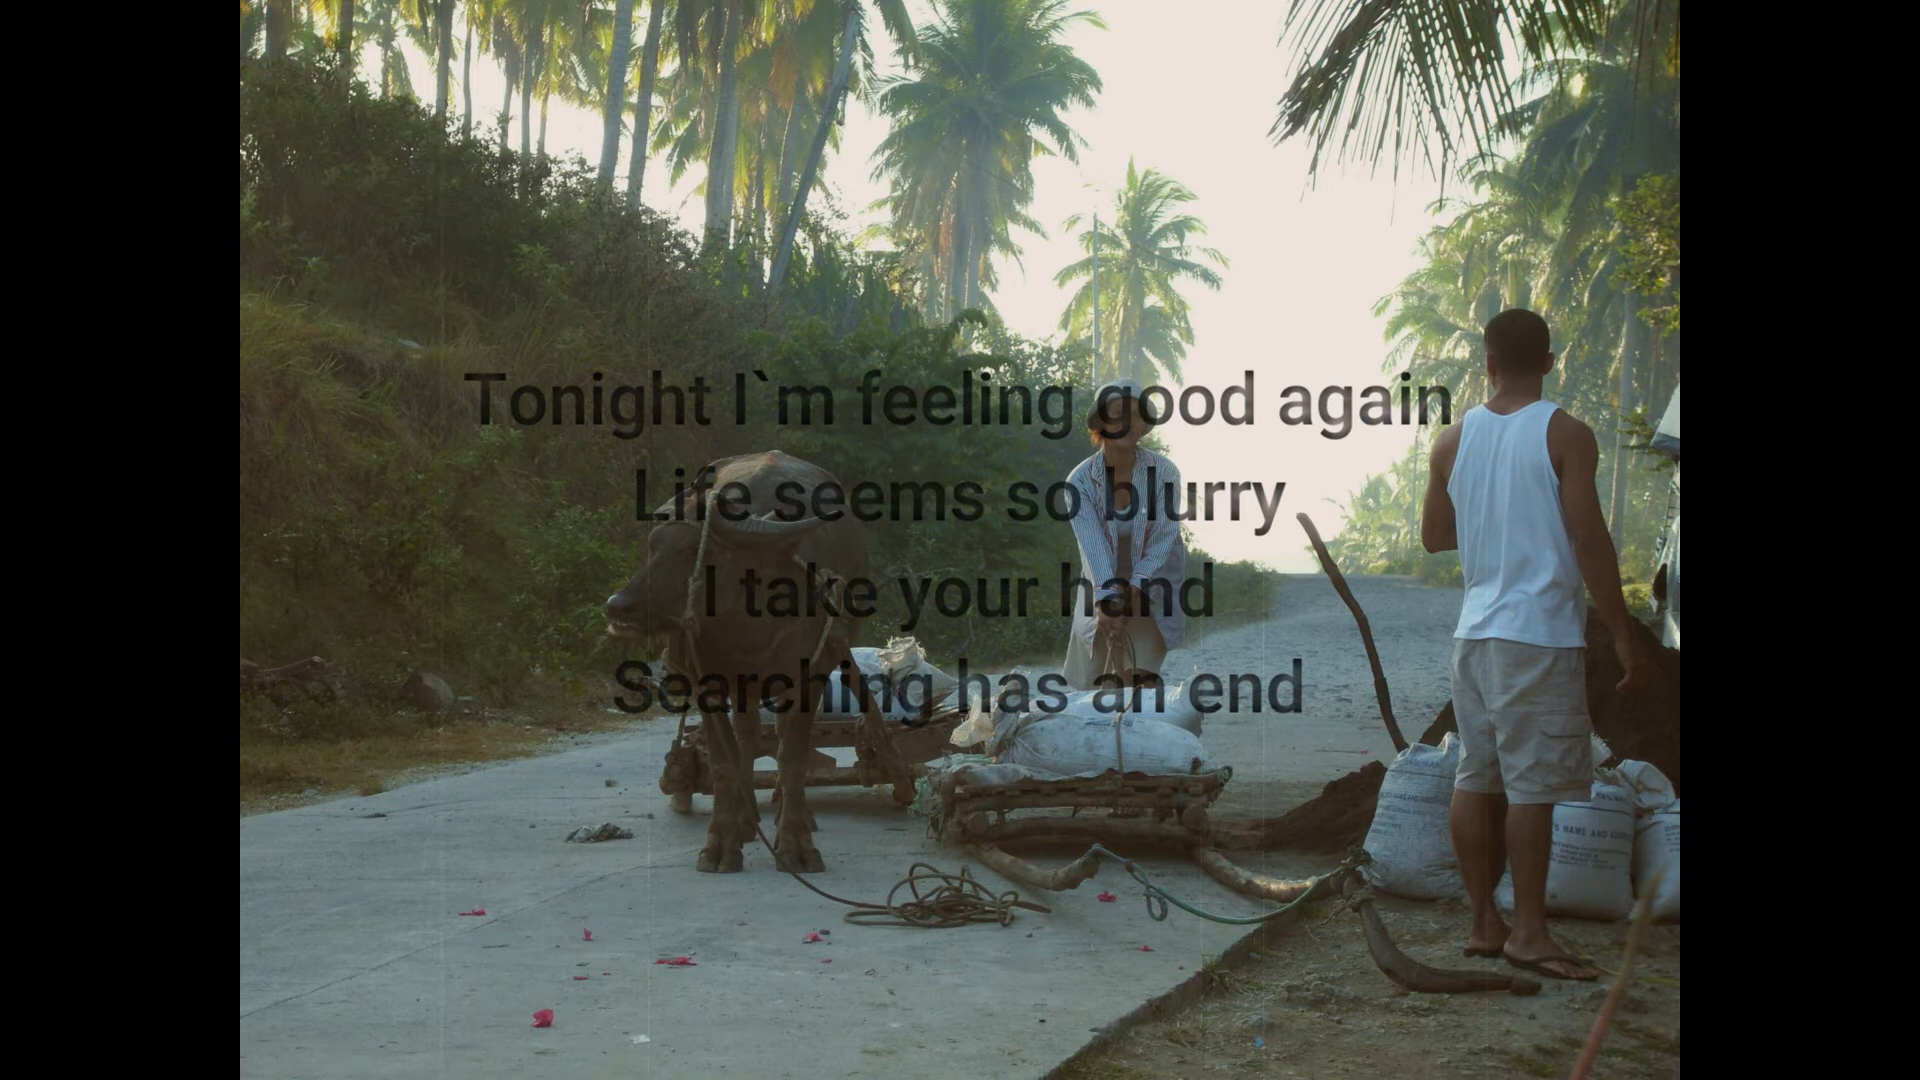 Tonight I`m feeling good again
Life seems so blurry
I take your hand
Searching has an end